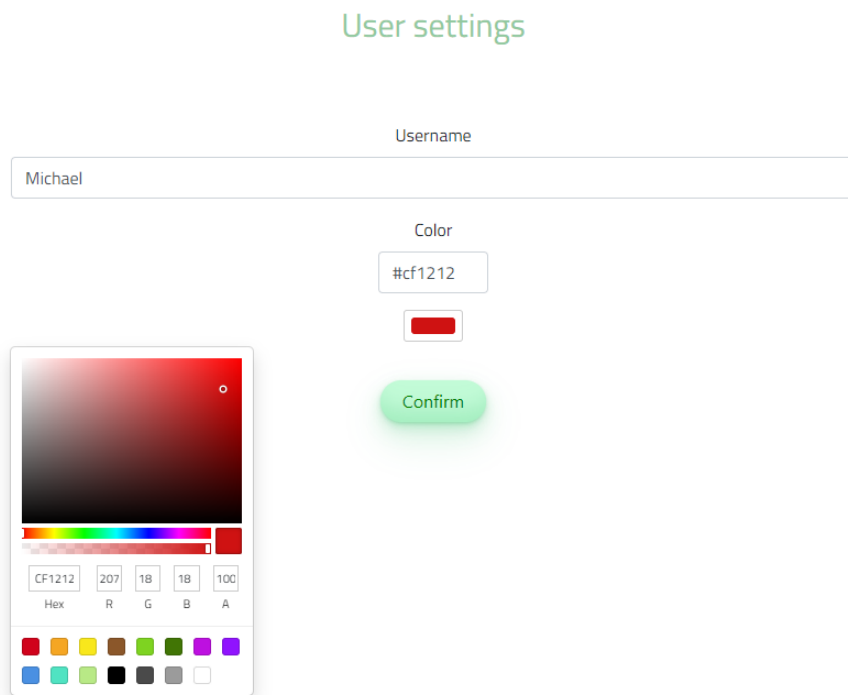 User settings
Username
Michael
Color
#cf1212
Confirm
CF1212 207 18 18 100
Hex R G B A